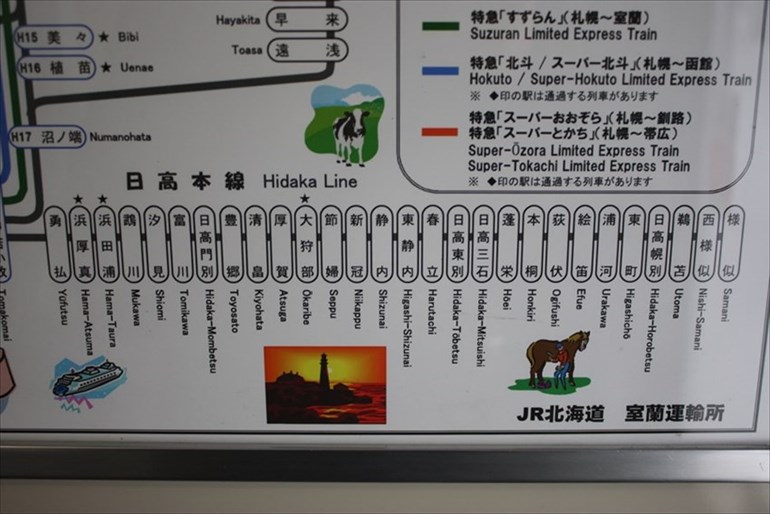 Hayakita 早来
Toasa 遠浅
H15 美々 ★ Bibi
H16 植苗 ★ Uenae
H17 沼ノ端 Numanohata
特急「すずらん」(札幌～室蘭)
Suzuran Limited Express Train
特急「北斗 / スーパー北斗」(札幌～函館)
Hokuto / Super-Hokuto Limited Express Train
※ ◆印の駅は通過する列車があります
特急「スーパーおおぞら」(札幌～釧路)
特急「スーパーとかち」(札幌～帯広)
Super-Ōzora Limited Express Train
Super-Tokachi Limited Express Train
※ ◆印の駅は通過する列車があります
日高本線 Hidaka Line
Tomakomai
勇払 Yūfutsu
★ 浜厚真 Hama-Atsuma
★ 浜田浦 Hama-Taura
鵡川 Mukawa
汐見 Shiomi
富川 Tomikawa
日高門別 Hidaka-Mombetsu
豊郷 Toyosato
清畠 Kiyohata
厚賀 Atsuga
★ 大狩部 Ōkaribe
節婦 Seppu
新冠 Niikappu
静内 Shizunai
東静内 Higashi-Shizunai
春立 Harutachi
日高東別 Hidaka-Tōbetsu
日高三石 Hidaka-Mitsuishi
蓬栄 Hōei
本桐 Honkiri
荻伏 Ogifushi
絵笛 Efue
浦河 Urakawa
東町 Higashichō
日高幌別 Hidaka-Horobetsu
鵜苫 Utoma
西様似 Nishi-Samani
様似 Samani
JR北海道 室蘭運輸所